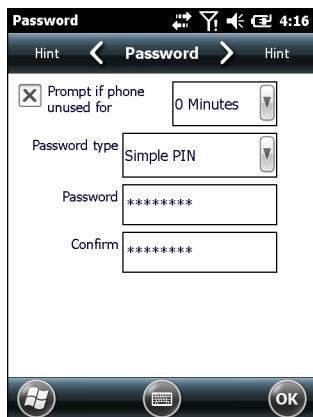 Password 4:16
Hint Password Hint
Prompt if phone
unused for
0 Minutes
Password type
Simple PIN
Password ********
Confirm ********
OK